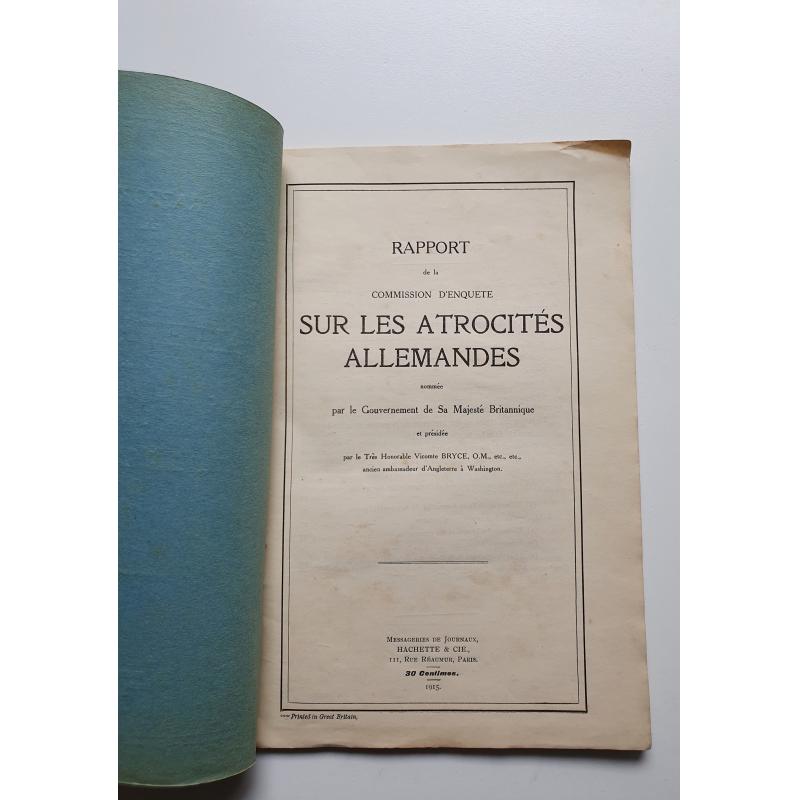 RAPPORT
de la
COMMISSION D'ENQUETE
SUR LES ATROCITÉS
ALLEMANDES
nommée
par le Gouvernement de Sa Majesté Britannique
et présidée
par le Très Honorable Vicomte BRYCE, O.M., etc., etc.,
ancien ambassadeur d'Angleterre à Washington.
MESSAGERIES DE JOURNAUX,
HACHETTE & CIE,
111, RUE RÉAUMUR, PARIS.
30 Centimes.
1915.
Printed in Great Britain,